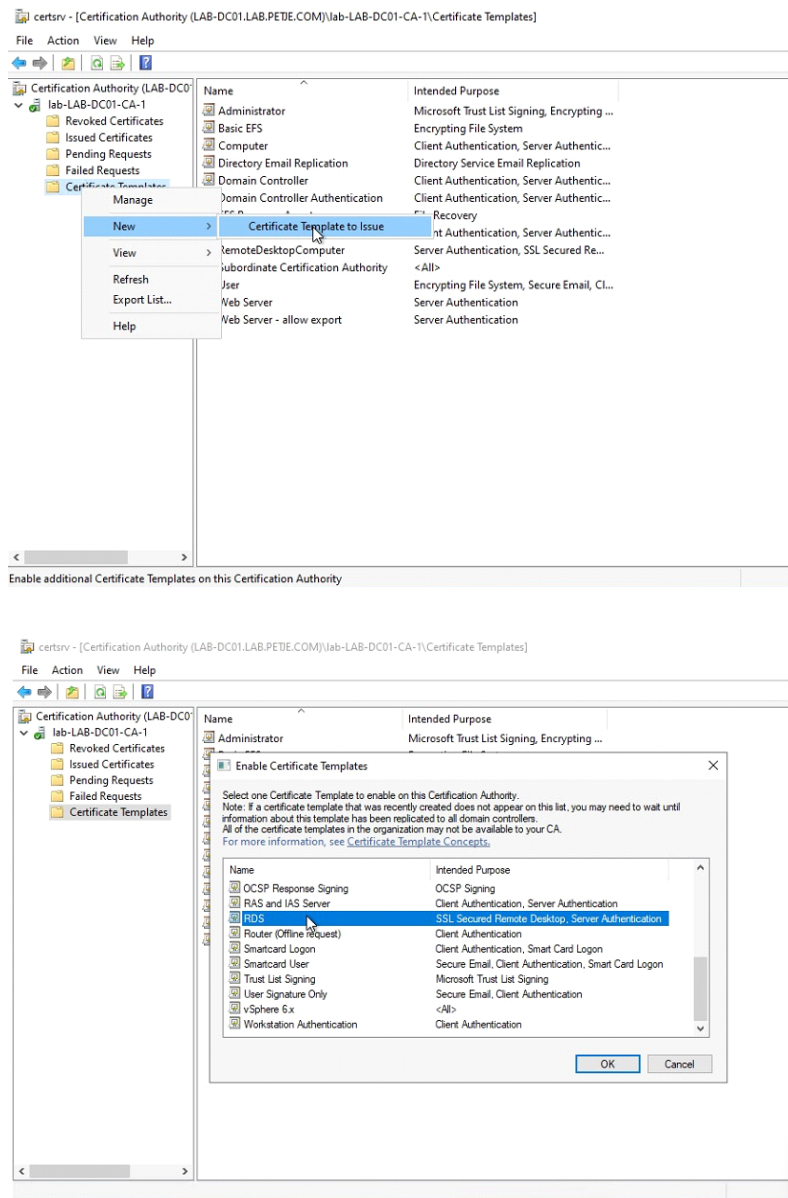 certsrv - [Certification Authority (LAB-DC01.LAB.PETJE.COM)\lab-LAB-DC01-CA-1\Certificate Templates]
File Action View Help
Certification Authority (LAB-DC0 Name Intended Purpose
lab-LAB-DC01-CA-1 Administrator Microsoft Trust List Signing, Encrypting ...
Revoked Certificates Basic EFS Encrypting File System
Issued Certificates Computer Client Authentication, Server Authentic...
Pending Requests Directory Email Replication Directory Service Email Replication
Failed Requests Domain Controller Client Authentication, Server Authentic...
Certificate Templates Domain Controller Authentication Client Authentication, Server Authentic...
Manage
Recovery
New Certificate Template to Issue nt Authentication, Server Authentic...
View RemoteDesktopComputer Server Authentication, SSL Secured Re...
Subordinate Certification Authority <All>
Refresh User Encrypting File System, Secure Email, Cl...
Export List... Web Server Server Authentication
Help Web Server - allow export Server Authentication
Enable additional Certificate Templates on this Certification Authority
certsrv - [Certification Authority (LAB-DC01.LAB.PETJE.COM)\lab-LAB-DC01-CA-1\Certificate Templates]
File Action View Help
Certification Authority (LAB-DC0 Name Intended Purpose
lab-LAB-DC01-CA-1 Administrator Microsoft Trust List Signing, Encrypting ...
Revoked Certificates
Issued Certificates
Pending Requests
Failed Requests
Certificate Templates
Enable Certificate Templates
Select one Certificate Template to enable on this Certification Authority.
Note: If a certificate template that was recently created does not appear on this list, you may need to wait until
information about this template has been replicated to all domain controllers.
All of the certificate templates in the organization may not be available to your CA.
For more information, see Certificate Template Concepts.
Name Intended Purpose
OCSP Response Signing OCSP Signing
RAS and IAS Server Client Authentication, Server Authentication
RDS SSL Secured Remote Desktop, Server Authentication
Router (Offline request) Client Authentication
Smartcard Logon Client Authentication, Smart Card Logon
Smartcard User Secure Email, Client Authentication, Smart Card Logon
Trust List Signing Microsoft Trust List Signing
User Signature Only Secure Email, Client Authentication
vSphere 6.x <All>
Workstation Authentication Client Authentication
OK Cancel